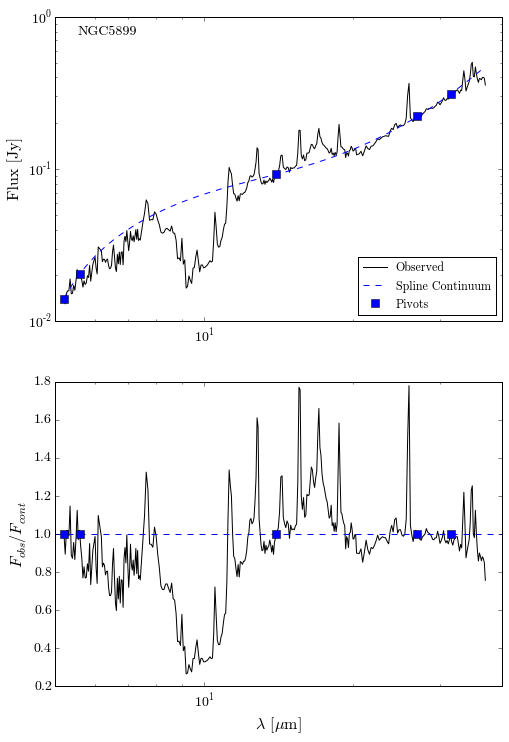 NGC5899
10^0
10^-1
10^-2
Flux [Jy]
Observed
Spline Continuum
Pivots
10^1
1.8
1.6
1.4
1.2
1.0
0.8
0.6
0.4
0.2
F_obs/F_cont
10^1
λ [μm]